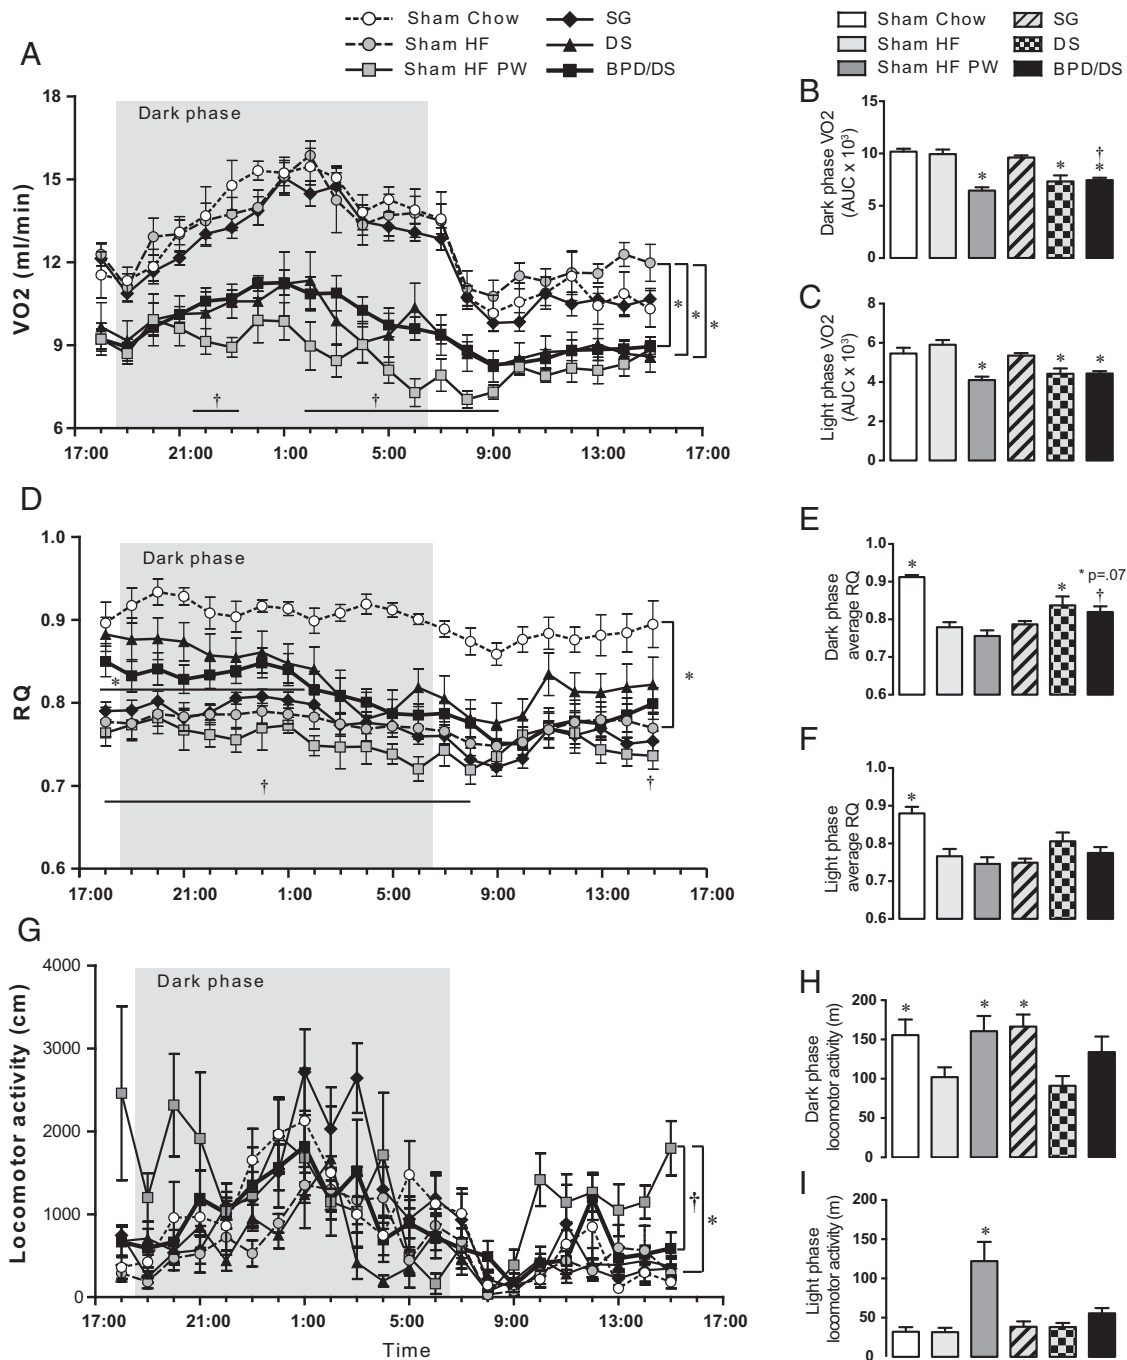 Sham Chow
SG
Sham HF
DS
Sham HF PW
BPD/DS
Sham Chow
SG
Sham HF
DS
Sham HF PW
BPD/DS
A
VO2 (ml/min)
18
15
12
9
6
Dark phase
†
†
*
*
*
17:00
21:00
1:00
5:00
9:00
13:00
17:00
B
Dark phase VO2
(AUC x 10³)
15
10
5
0
*
*
†
*
C
Light phase VO2
(AUC x 10³)
8
6
4
2
0
*
*
*
D
RQ
1.0
0.9
0.8
0.7
0.6
Dark phase
*
†
*
†
17:00
21:00
1:00
5:00
9:00
13:00
17:00
E
Dark phase
average RQ
1.0
0.9
0.8
0.7
0.6
*
*
* p=.07
†
F
Light phase
average RQ
1.0
0.9
0.8
0.7
0.6
*
G
Locomotor activity (cm)
4000
3000
2000
1000
0
Dark phase
†
*
17:00
21:00
1:00
5:00
9:00
13:00
17:00
Time
H
Dark phase
locomotor activity (m)
200
150
100
50
0
*
*
*
I
Light phase
locomotor activity (m)
200
150
100
50
0
*